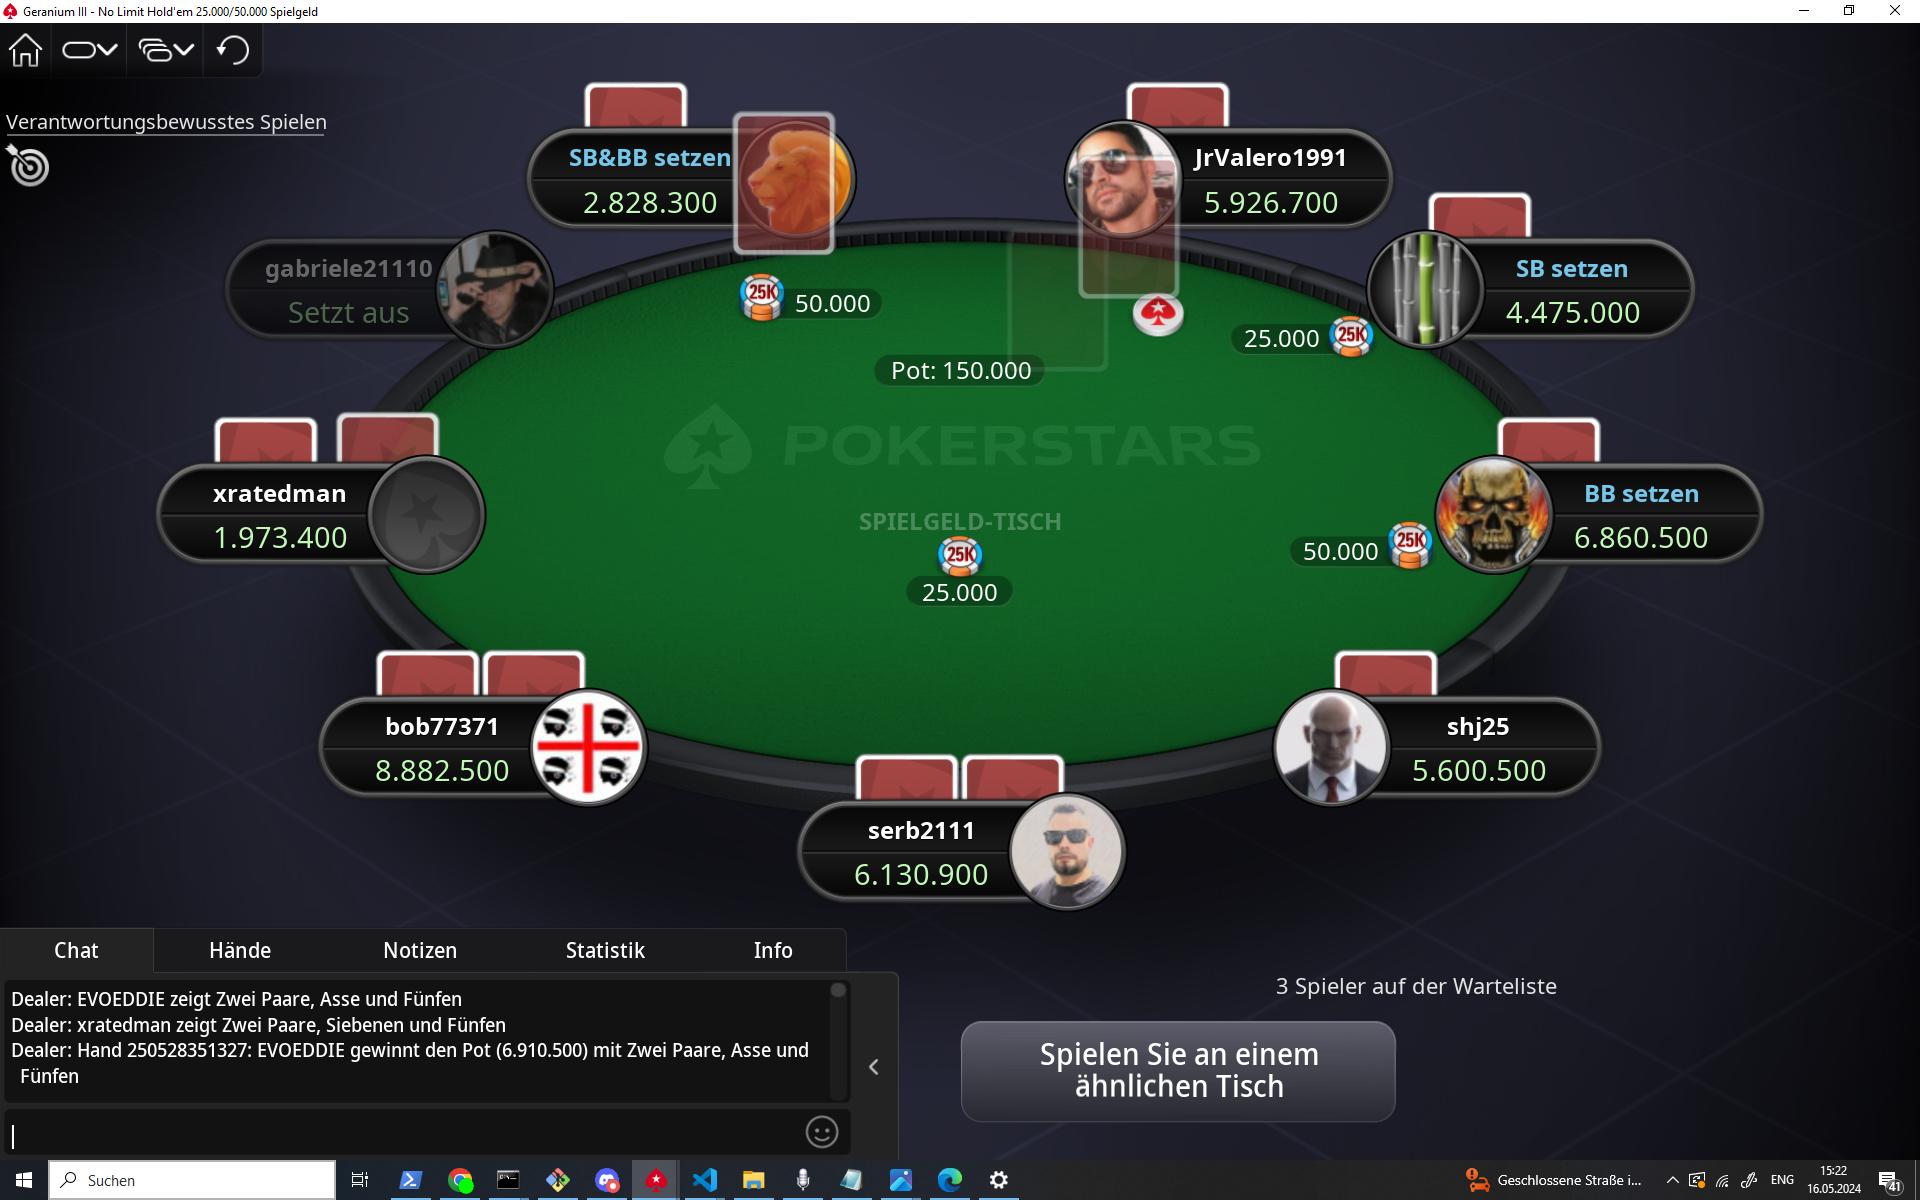 Geranium III - No Limit Hold'em 25.000/50.000 Spielgeld
Verantwortungsbewusstes Spielen
SB&BB setzen
2.828.300
JrValero1991
5.926.700
gabriele21110
Setzt aus
SB setzen
4.475.000
25K
50.000
25.000
25K
Pot: 150.000
POKERSTARS
xratedman
1.973.400
SPIELGELD-TISCH
25K
25.000
50.000
25K
BB setzen
6.860.500
bob77371
8.882.500
shj25
5.600.500
serb2111
6.130.900
Chat
Hände
Notizen
Statistik
Info
Dealer: EVOEDDIE zeigt Zwei Paare, Asse und Fünfen
Dealer: xratedman zeigt Zwei Paare, Siebenen und Fünfen
Dealer: Hand 250528351327: EVOEDDIE gewinnt den Pot (6.910.500) mit Zwei Paare, Asse und
Fünfen
3 Spieler auf der Warteliste
Spielen Sie an einem
ähnlichen Tisch
Suchen
Geschlossene Straße i...
ENG
15:22
16.05.2024
41